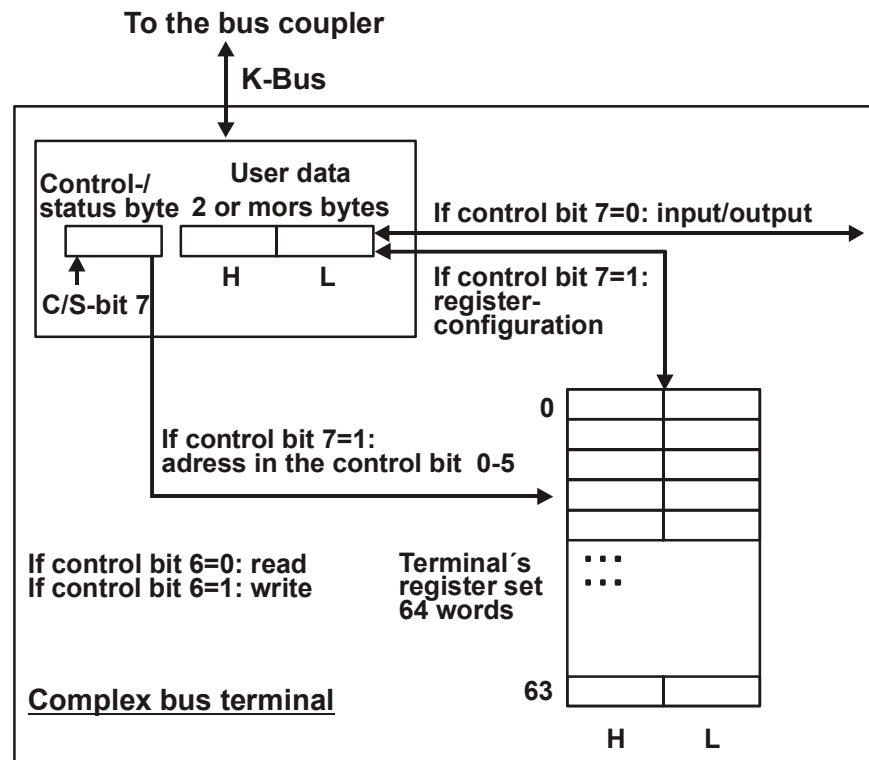 To the bus coupler
K-Bus
User data
Control-/
status byte
2 or mors bytes
If control bit 7=0: input/output
H
L
C/S-bit 7
If control bit 7=1:
register-
configuration
0
If control bit 7=1:
adress in the control bit 0-5
If control bit 6=0: read
If control bit 6=1: write
Terminal´s
register set
64 words
...
...
63
Complex bus terminal
H
L